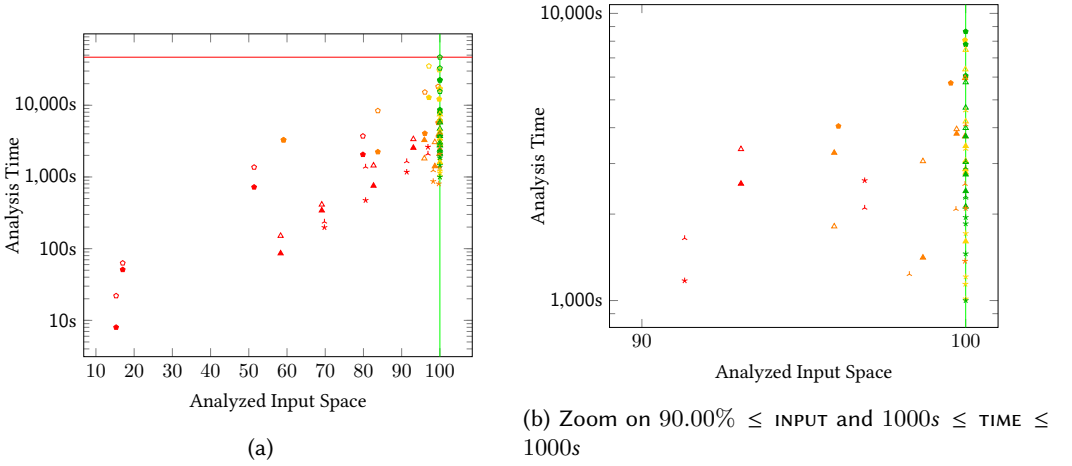 Analysis Time
10,000s
1,000s
100s
10s
10 20 30 40 50 60 70 80 90 100
Analyzed Input Space
(a)
Analysis Time
10,000s
1,000s
90 100
Analyzed Input Space
(b) Zoom on 90.00% ≤ INPUT and 1000s ≤ TIME ≤
1000s